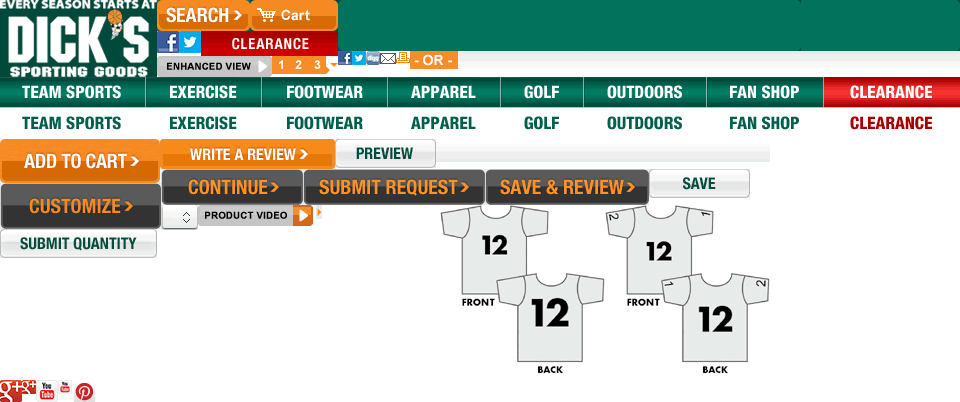 EVERY SEASON STARTS AT
DICK'S
SPORTING GOODS
SEARCH >
Cart
CLEARANCE
ENHANCED VIEW
1 2 3
- OR -
TEAM SPORTS EXERCISE FOOTWEAR APPAREL GOLF OUTDOORS FAN SHOP CLEARANCE
TEAM SPORTS EXERCISE FOOTWEAR APPAREL GOLF OUTDOORS FAN SHOP CLEARANCE
ADD TO CART >
WRITE A REVIEW >
PREVIEW
CONTINUE >
SUBMIT REQUEST >
SAVE & REVIEW >
SAVE
CUSTOMIZE >
PRODUCT VIDEO
SUBMIT QUANTITY
12
FRONT
12
BACK
2 1
12
FRONT
1 2
12
BACK
g+ g+ You Tube You Tube